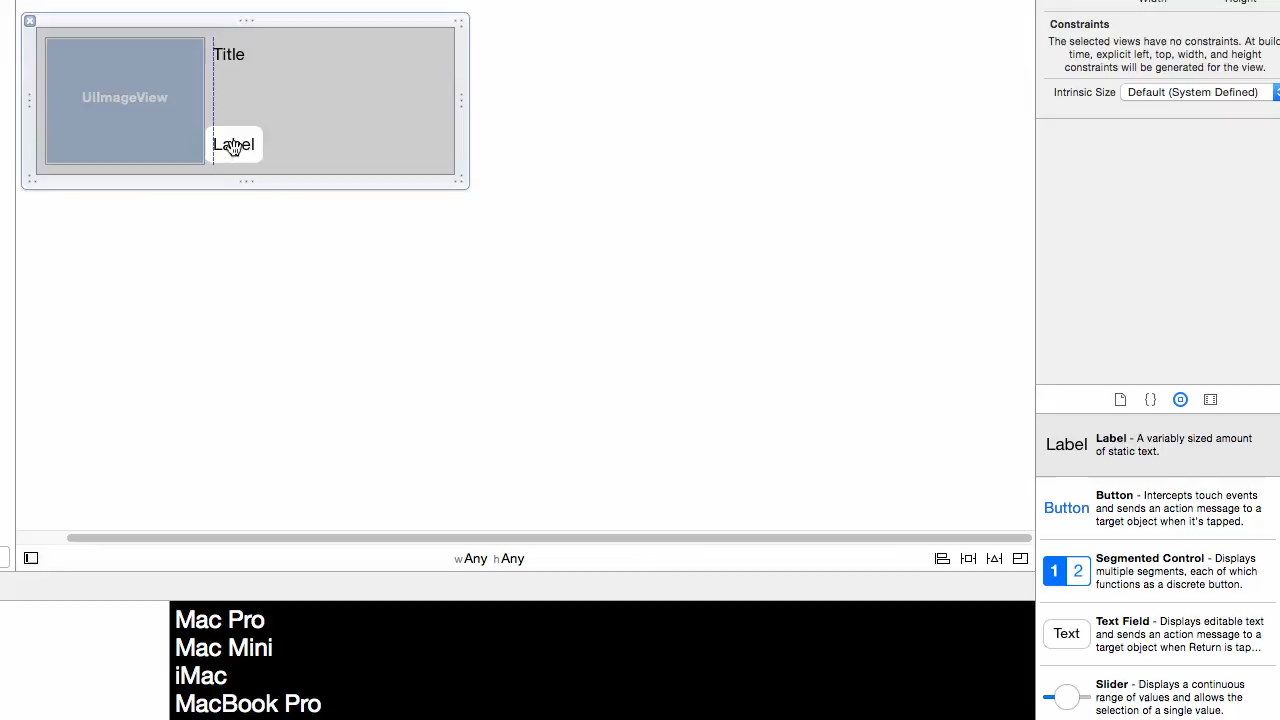 Width Height
Constraints
The selected views have no constraints. At build
time, explicit left, top, width, and height
constraints will be generated for the view.
Intrinsic Size Default (System Defined)
UIImageView
Title
Label
Label Label - A variably sized amount
of static text.
Button Button - Intercepts touch events
and sends an action message to a
target object when it's tapped.
1 2 Segmented Control - Displays
multiple segments, each of which
functions as a discrete button.
Text Text Field - Displays editable text
and sends an action message to a
target object when Return is tap...
Slider - Displays a continuous
range of values and allows the
selection of a single value.
wAny hAny
Mac Pro
Mac Mini
iMac
MacBook Pro